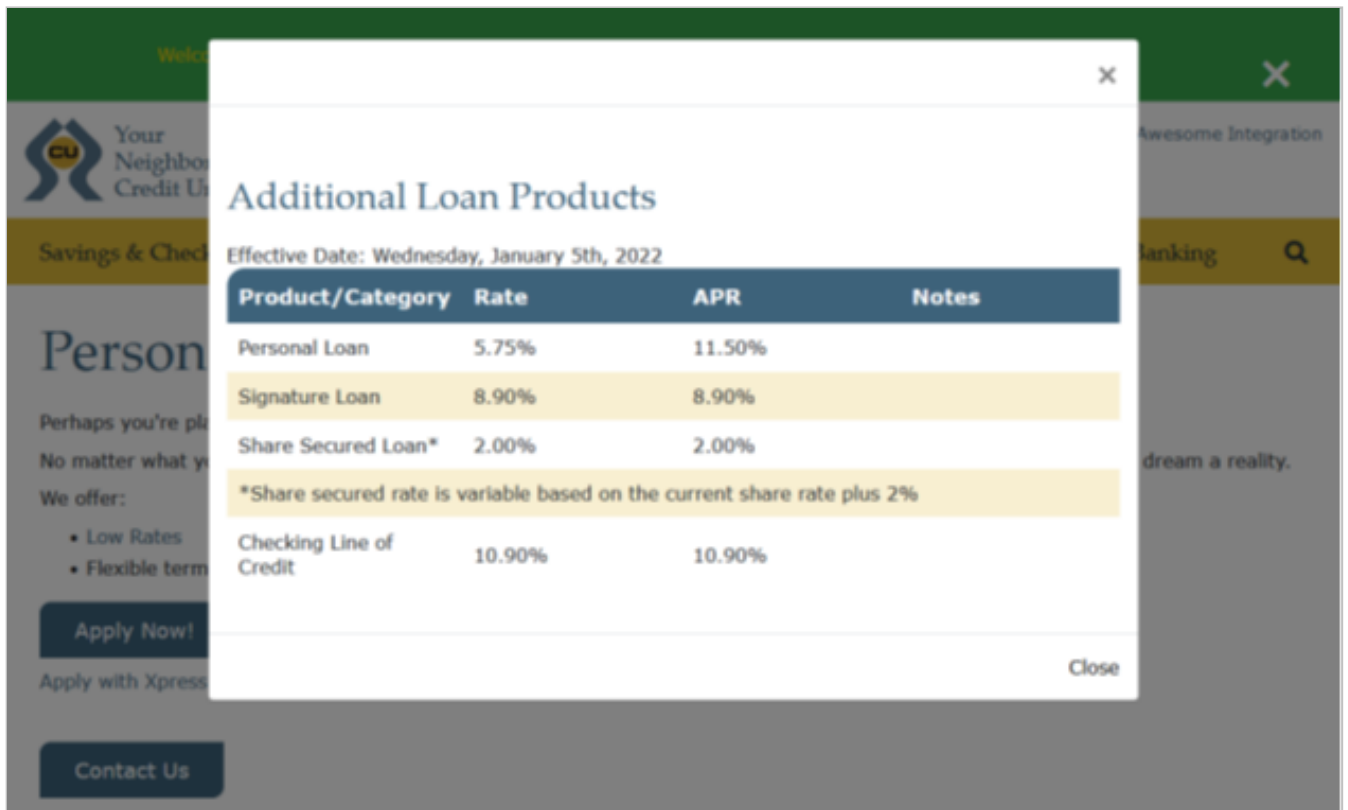 Welco
×
×
CU
Your
Neighbo
Credit U
Awesome Integration
Savings & Check
Banking
Additional Loan Products
Effective Date: Wednesday, January 5th, 2022
Product/Category Rate APR Notes
Personal Loan 5.75% 11.50%
Signature Loan 8.90% 8.90%
Share Secured Loan* 2.00% 2.00%
*Share secured rate is variable based on the current share rate plus 2%
Checking Line of
Credit 10.90% 10.90%
Close
Person
Perhaps you're pla
No matter what y
dream a reality.
We offer:
• Low Rates
• Flexible term
Apply Now!
Apply with Xpress
Contact Us